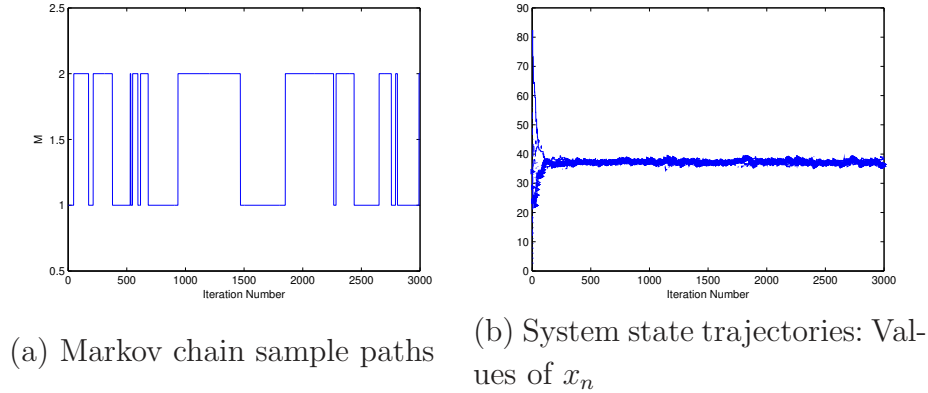 2.5
2
1.5
1
0.5
M
0 500 1000 1500 2000 2500 3000
Iteration Number
90
80
70
60
50
40
30
20
10
0
0 500 1000 1500 2000 2500 3000
Iteration Number
(a) Markov chain sample paths
(b) System state trajectories: Val-
ues of xₙ